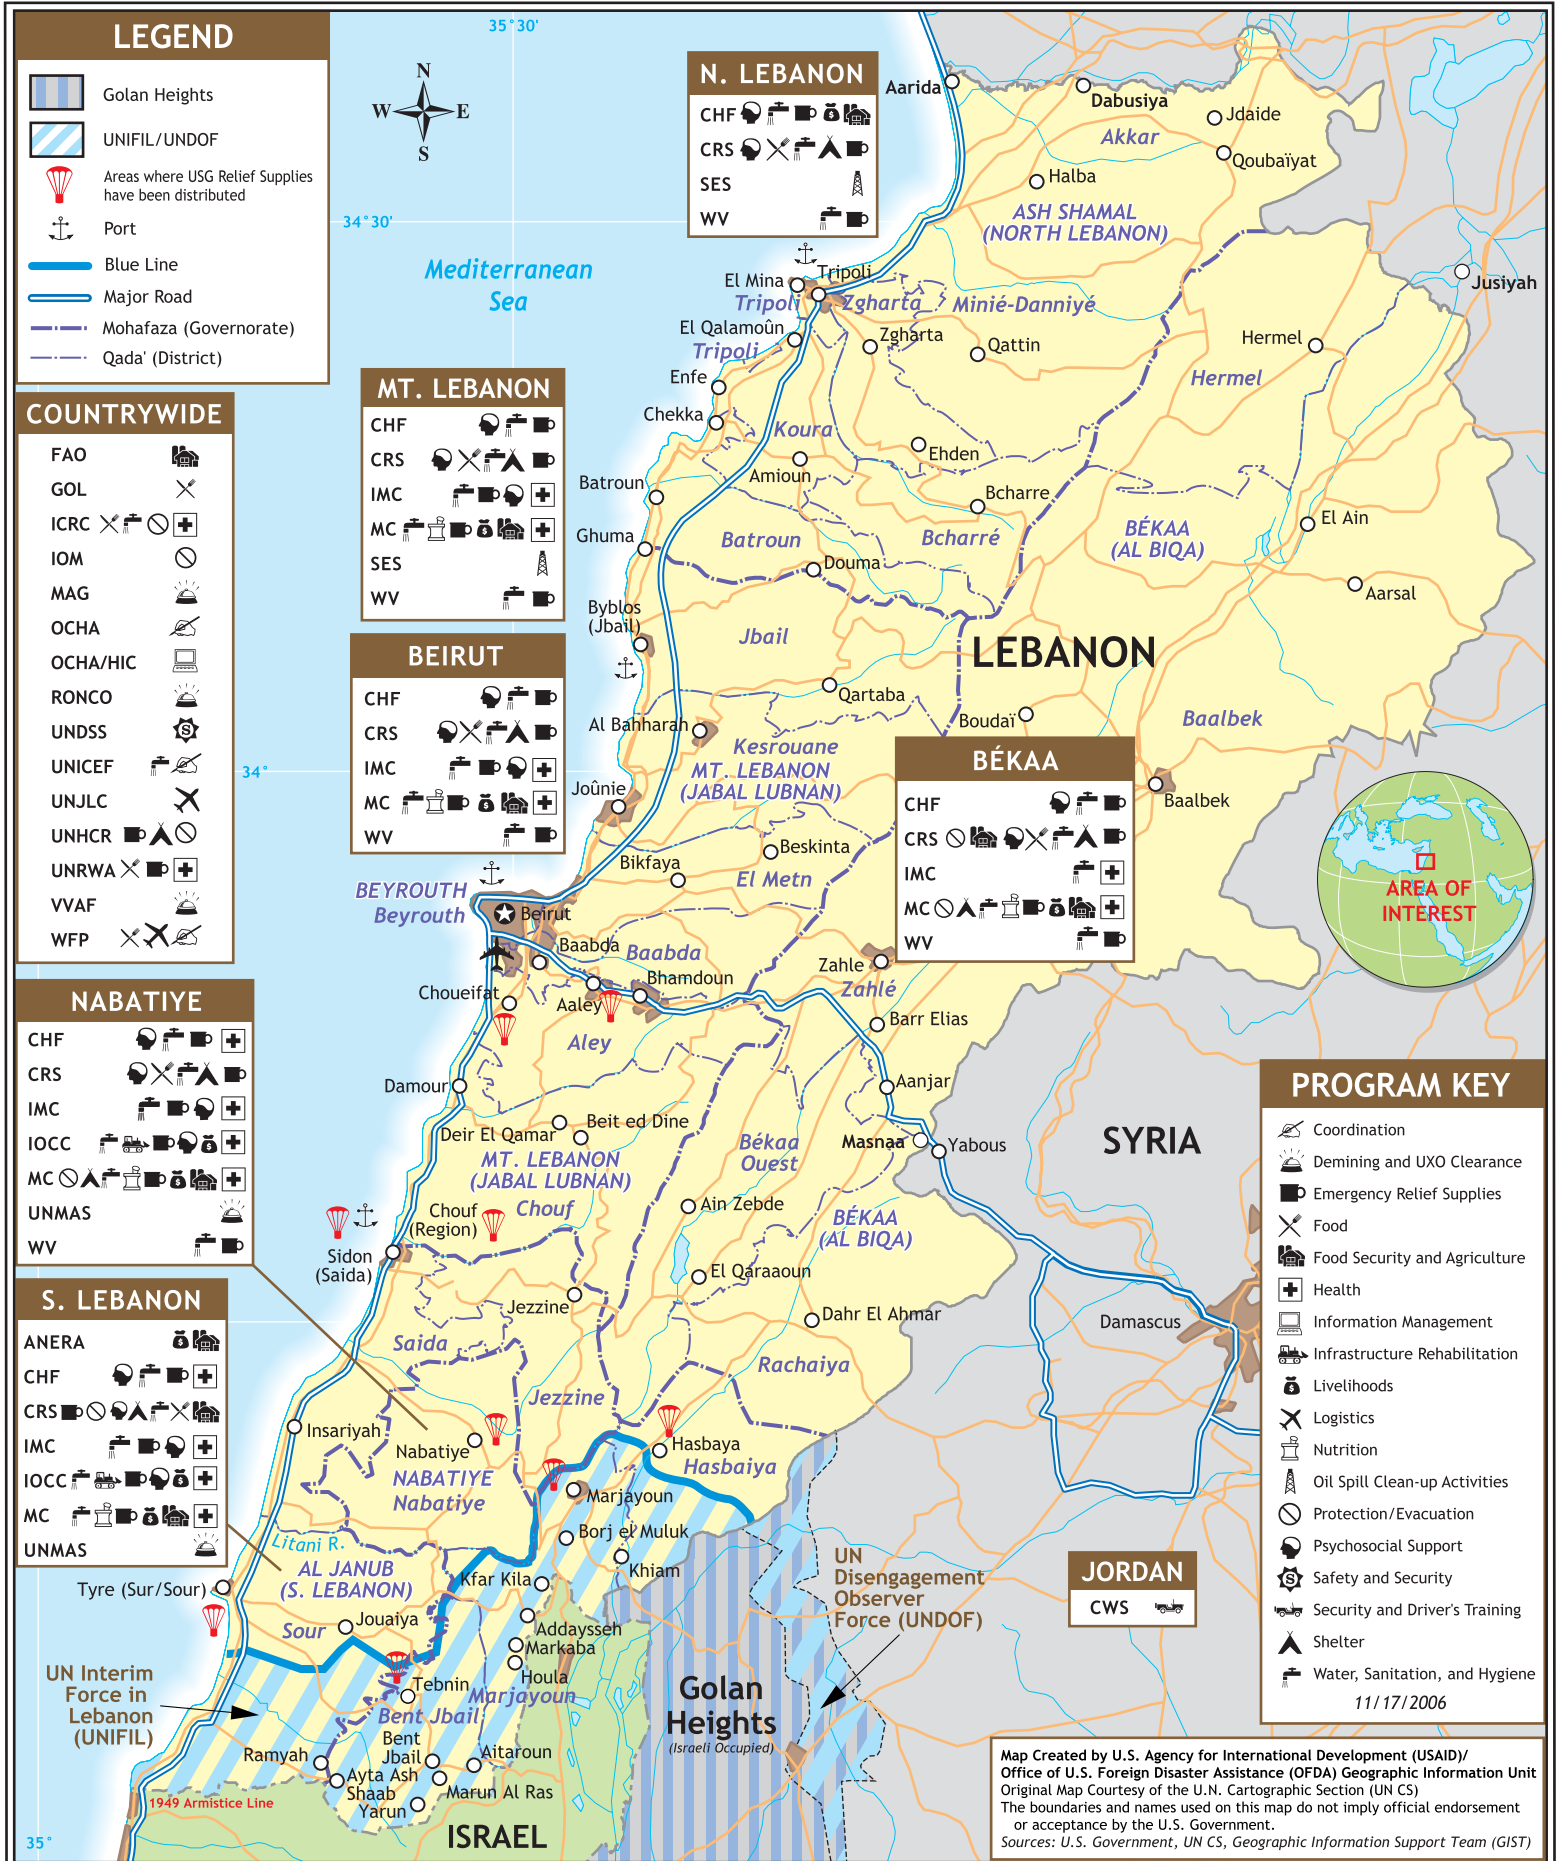 LEGEND
Golan Heights
UNIFIL/UNDOF
Areas where USG Relief Supplies
have been distributed
Port
Blue Line
Major Road
Mohafaza (Governorate)
Qada' (District)
COUNTRYWIDE
FAO
GOL
ICRC
IOM
MAG
OCHA
OCHA/HIC
RONCO
UNDSS
UNICEF
UNJLC
UNHCR
UNRWA
VVAF
WFP
NABATIYE
CHF
CRS
IMC
IOCC
MC
UNMAS
WV
S. LEBANON
ANERA
CHF
CRS
IMC
IOCC
MC
UNMAS
MT. LEBANON
CHF
CRS
IMC
MC
SES
WV
BEIRUT
CHF
CRS
IMC
MC
WV
N. LEBANON
CHF
CRS
SES
WV
BÉKAA
CHF
CRS
IMC
MC
WV
JORDAN
CWS
PROGRAM KEY
Coordination
Demining and UXO Clearance
Emergency Relief Supplies
Food
Food Security and Agriculture
Health
Information Management
Infrastructure Rehabilitation
Livelihoods
Logistics
Nutrition
Oil Spill Clean-up Activities
Protection/Evacuation
Psychosocial Support
Safety and Security
Security and Driver's Training
Shelter
Water, Sanitation, and Hygiene
11/17/2006
35°30'
N
W E
S
34°30'
34°
35°
Mediterranean
Sea
Aarida
Dabusiya
Jdaide
Akkar
Qoubaïyat
Halba
ASH SHAMAL
(NORTH LEBANON)
Jusiyah
El Mina
Tripoli
Tripoli
Zgharta
Minié-Danniyé
El Qalamoûn
Tripoli
Zgharta
Qattin
Hermel
Hermel
Enfe
Chekka
Koura
Ehden
Amioun
Batroun
Bcharre
El Ain
BÉKAA
(AL BIQA)
Ghuma
Batroun
Bcharré
Douma
Aarsal
Byblos
(Jbail)
Jbail
LEBANON
Qartaba
Boudaï
Baalbek
Al Bahharah
Kesrouane
MT. LEBANON
(JABAL LUBNAN)
Baalbek
Joûnie
Beskinta
Bikfaya
El Metn
BEYROUTH
Beyrouth
Beirut
Baabda
Baabda
Bhamdoun
Zahle
Zahlé
Choueifat
Aaley
Barr Elias
Aley
Damour
Aanjar
Beit ed Dine
Deir El Qamar
Békaa
Ouest
Masnaa
Yabous
SYRIA
MT. LEBANON
(JABAL LUBNAN)
Chouf
(Region)
Chouf
Ain Zebde
BÉKAA
(AL BIQA)
Sidon
(Saida)
El Qaraaoun
Jezzine
Dahr El Ahmar
Damascus
Saida
Rachaiya
Jezzine
Insariyah
Nabatiye
Hasbaya
Hasbaiya
NABATIYE
Nabatiye
Marjayoun
Litani R.
Borj el Muluk
Khiam
AL JANUB
(S. LEBANON)
Kfar Kila
Tyre (Sur/Sour)
Jouaiya
Sour
Addaysseh
Markaba
Houla
Tebnin
Marjayoun
Bent Jbail
Bent
Jbail
Ramyah
Aitaroun
Ayta Ash
Shaab
Marun Al Ras
Yarun
UN Interim
Force in
Lebanon
(UNIFIL)
1949 Armistice Line
ISRAEL
Golan
Heights
(Israeli Occupied)
UN
Disengagement
Observer
Force (UNDOF)
AREA OF
INTEREST
Map Created by U.S. Agency for International Development (USAID)/
Office of U.S. Foreign Disaster Assistance (OFDA) Geographic Information Unit
Original Map Courtesy of the U.N. Cartographic Section (UN CS)
The boundaries and names used on this map do not imply official endorsement
or acceptance by the U.S. Government.
Sources: U.S. Government, UN CS, Geographic Information Support Team (GIST)